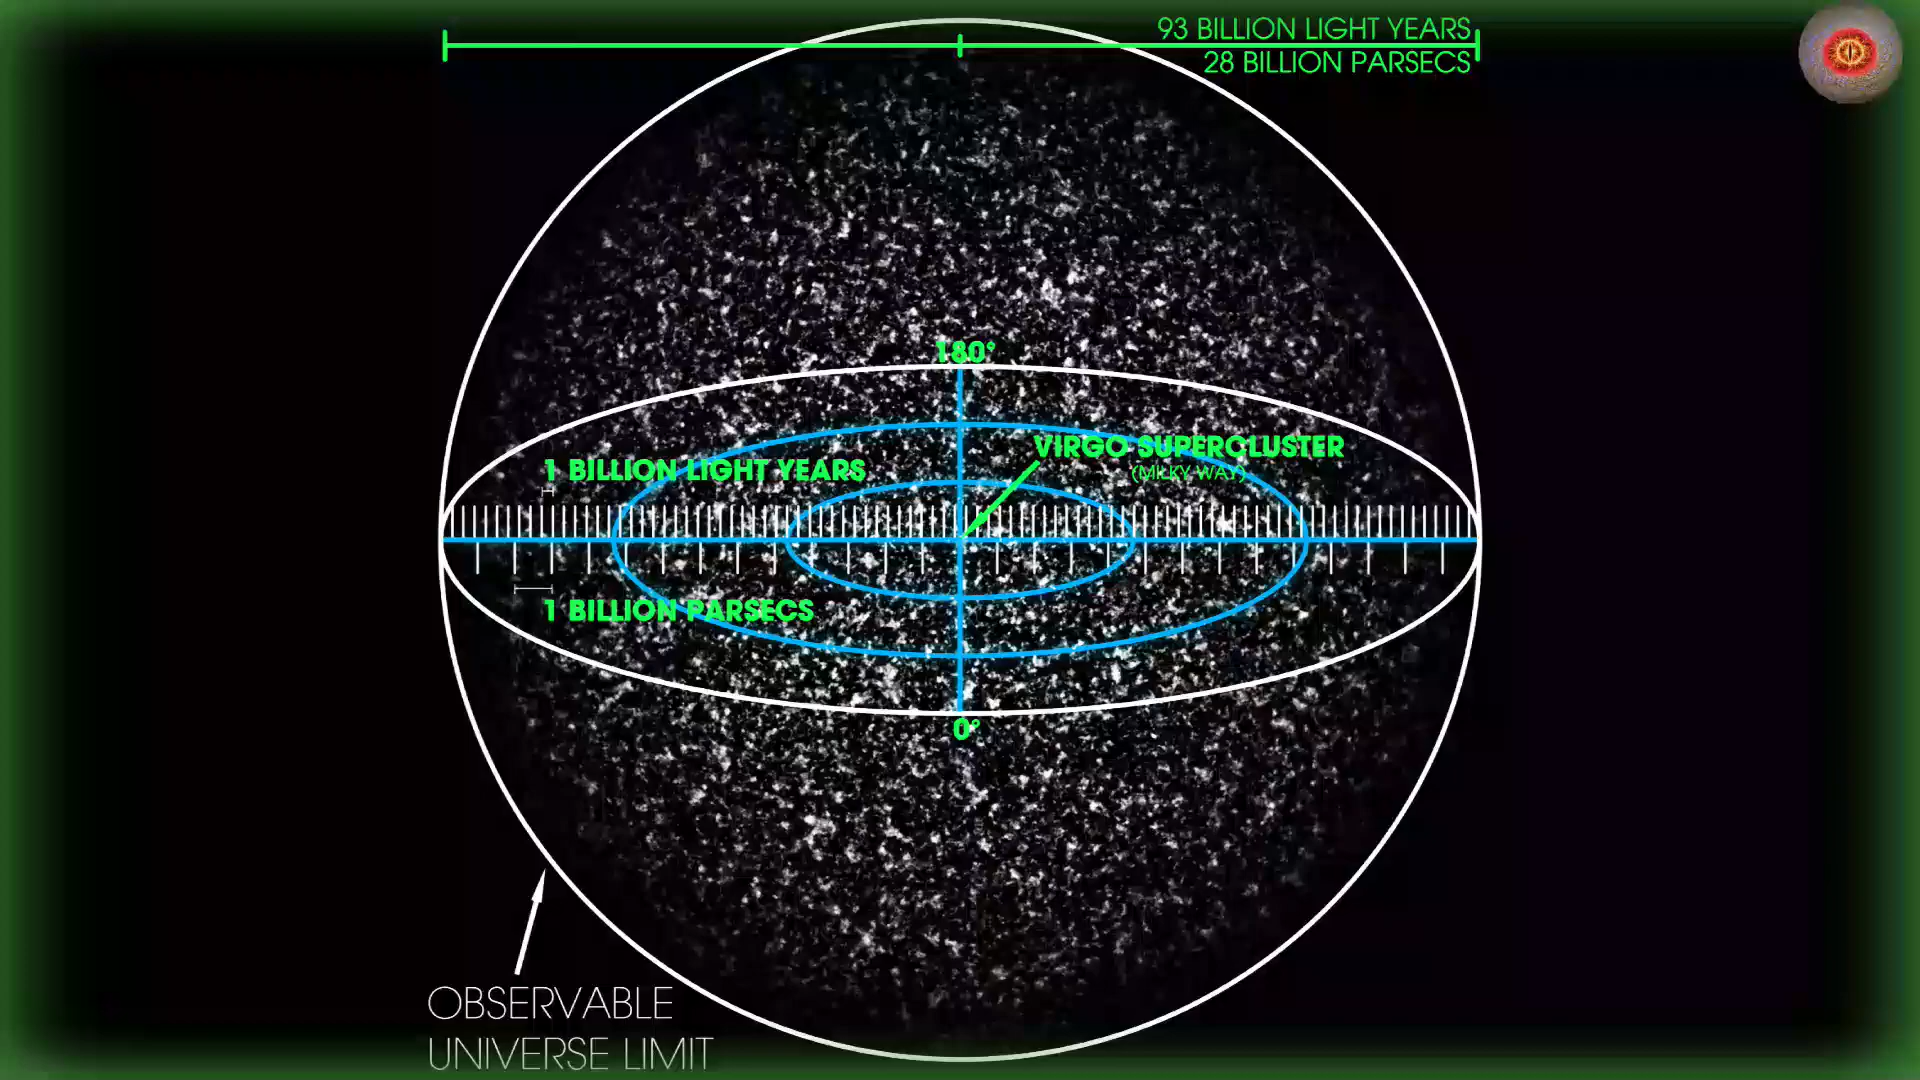 93 BILLION LIGHT YEARS
28 BILLION PARSECS
180°
VIRGO SUPERCLUSTER
(MILKY WAY)
1 BILLION LIGHT YEARS
1 BILLION PARSECS
0°
OBSERVABLE
UNIVERSE LIMIT